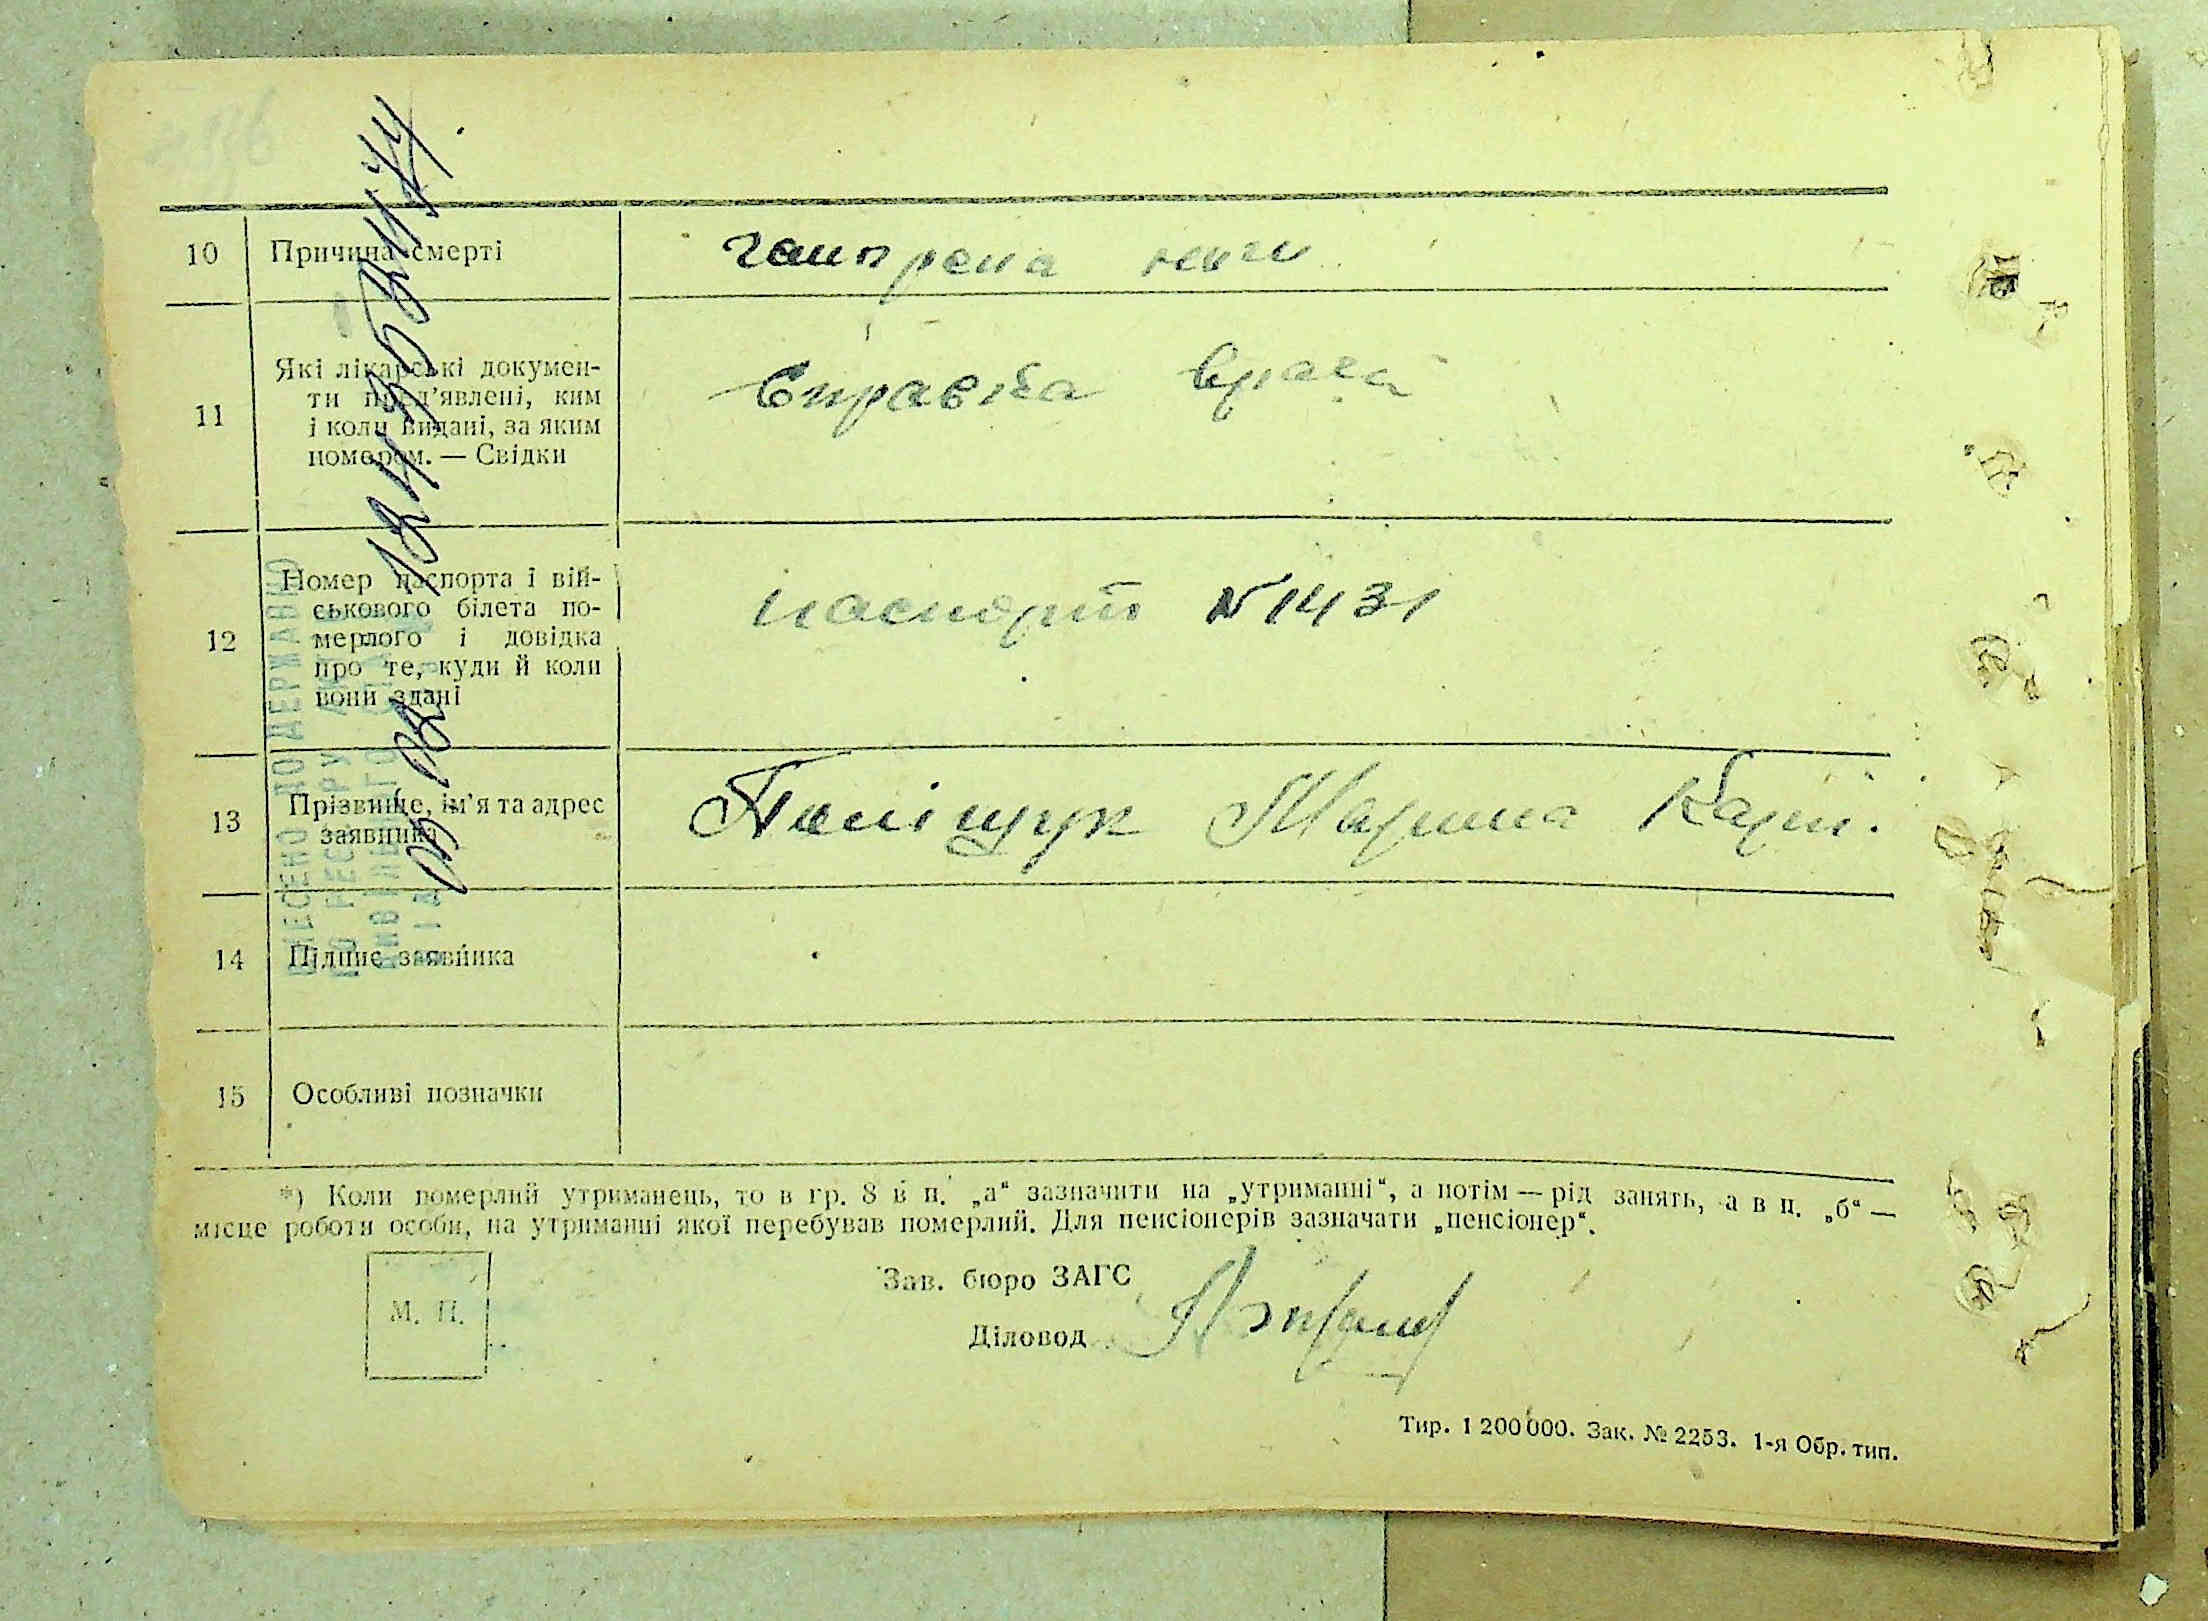 10 Причина смерті гангрена ноги
11 Які лікарські докумен-
ти пред'явлені, ким
і коли видані, за яким
номером. — Свідки
Справка врача
12 Номер паспорта і вій-
ськового білета по-
мерлого і довідка
про те, куди й коли
вони здані
паспорт № 1431
13 Прізвище, ім'я та адрес
заявника
Поліщук Марина
14 Підпис заявника
15 Особливі позначки
*) Коли померлий утриманець, то в гр. 8 в п. „а“ зазначити на „утриманні“, а потім — рід занять, а в п. „б“ —
місце роботи особи, на утриманні якої перебував померлий. Для пенсіонерів зазначати „пенсіонер“.
М. П.
Зав. бюро ЗАГС
Діловод
Тир. 1 200 000. Зак. № 2253. 1-я Обр. тип.